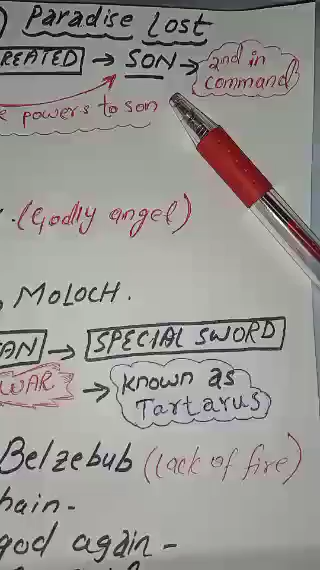 ) Paradise Lost
REATED → SON → 2nd in command
powers to son
(Godly angel)
, MOLOCH.
AN → SPECIAL SWORD
WAR → Known as Tartarus
Belzebub (lack of fire)
hain -
god again -